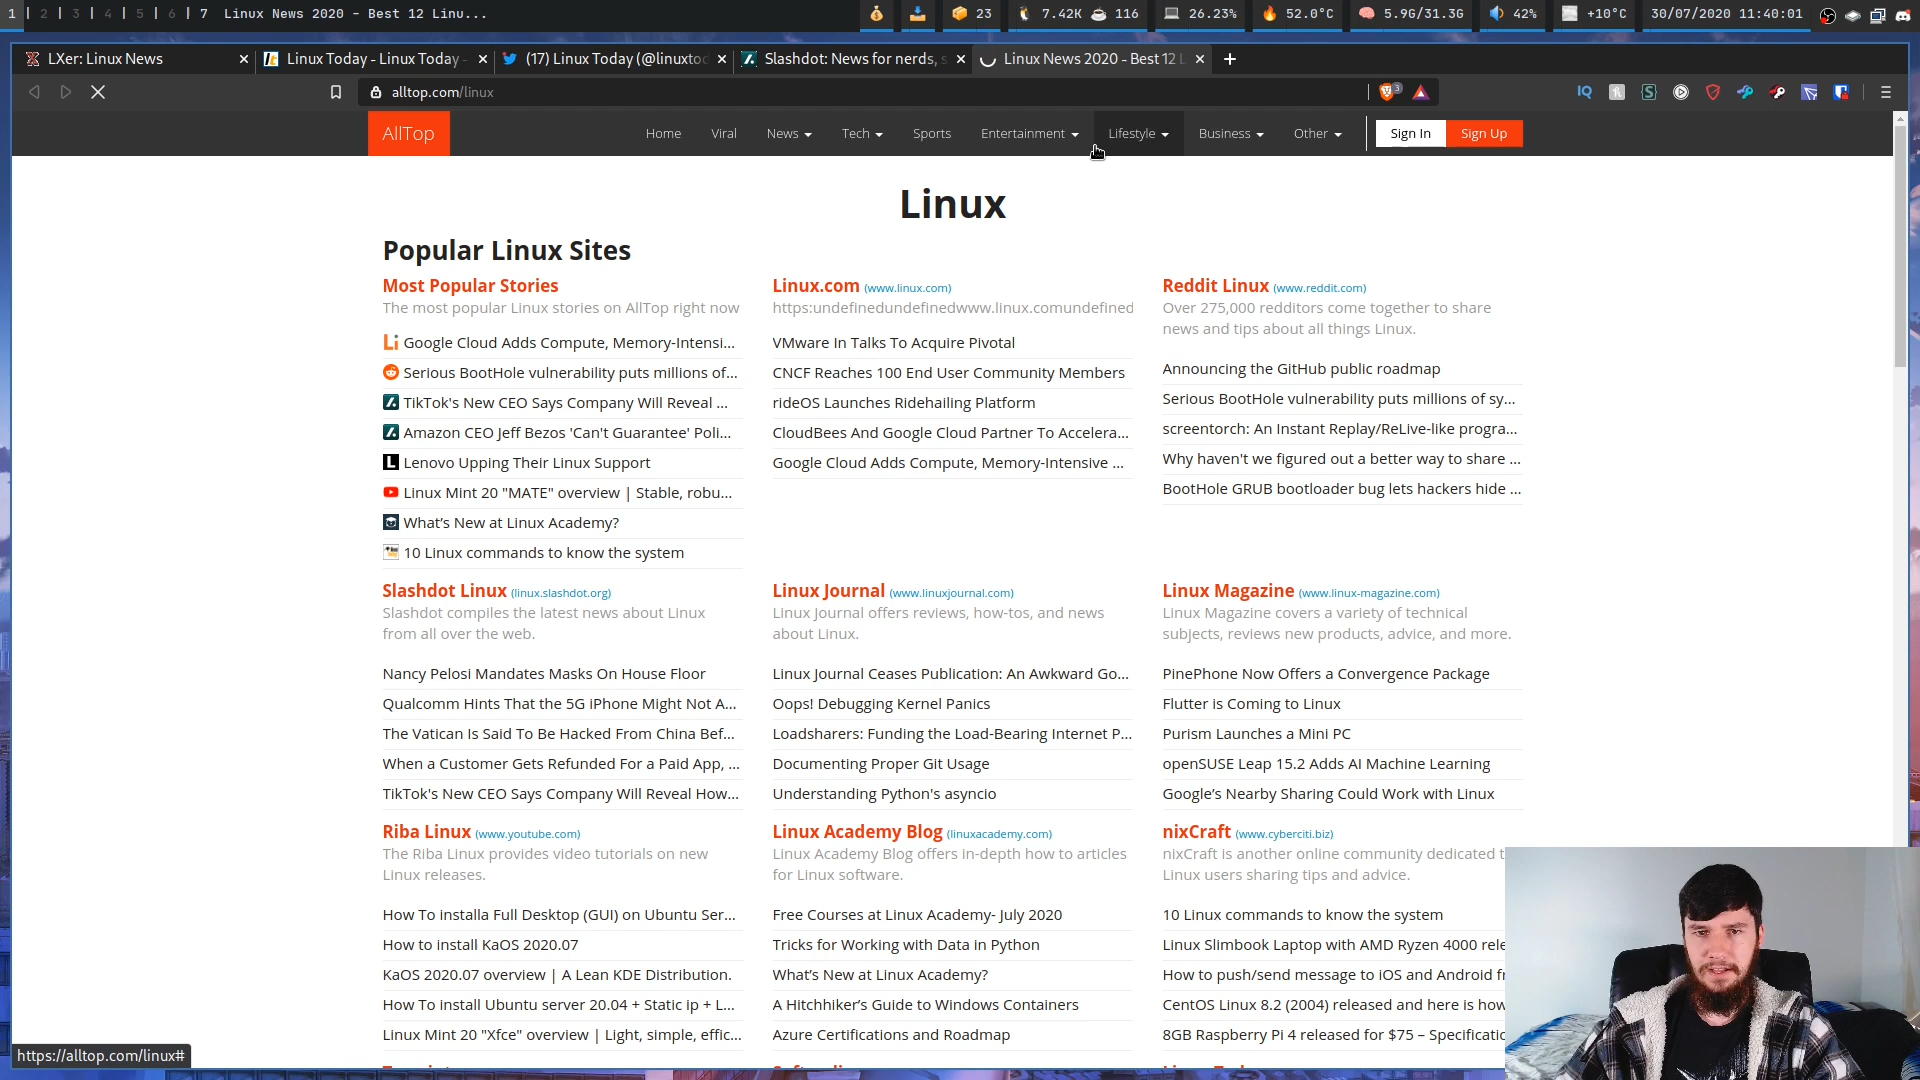 1 | 2 | 3 | 4 | 5 | 6 | 7 Linux News 2020 - Best 12 Linu...
23 7.42K 116 26.23% 52.0°C 5.9G/31.3G 42% +10°C 30/07/2020 11:40:01
LXer: Linux News
Linux Today - Linux Today -
(17) Linux Today (@linuxtod
Slashdot: News for nerds, s
Linux News 2020 - Best 12 L
alltop.com/linux
AllTop
Home Viral News Tech Sports Entertainment Lifestyle Business Other Sign In Sign Up
Linux
Popular Linux Sites
Most Popular Stories
The most popular Linux stories on AllTop right now
Google Cloud Adds Compute, Memory-Intensi...
Serious BootHole vulnerability puts millions of...
TikTok's New CEO Says Company Will Reveal ...
Amazon CEO Jeff Bezos 'Can't Guarantee' Poli...
Lenovo Upping Their Linux Support
Linux Mint 20 "MATE" overview | Stable, robu...
What's New at Linux Academy?
10 Linux commands to know the system
Linux.com (www.linux.com)
https:undefinedundefinedwww.linux.comundefined
VMware In Talks To Acquire Pivotal
CNCF Reaches 100 End User Community Members
rideOS Launches Ridehailing Platform
CloudBees And Google Cloud Partner To Accelera...
Google Cloud Adds Compute, Memory-Intensive ...
Reddit Linux (www.reddit.com)
Over 275,000 redditors come together to share
news and tips about all things Linux.
Announcing the GitHub public roadmap
Serious BootHole vulnerability puts millions of sy...
screentorch: An Instant Replay/ReLive-like progra...
Why haven't we figured out a better way to share ...
BootHole GRUB bootloader bug lets hackers hide ...
Slashdot Linux (linux.slashdot.org)
Slashdot compiles the latest news about Linux
from all over the web.
Nancy Pelosi Mandates Masks On House Floor
Qualcomm Hints That the 5G iPhone Might Not A...
The Vatican Is Said To Be Hacked From China Bef...
When a Customer Gets Refunded For a Paid App, ...
TikTok's New CEO Says Company Will Reveal How...
Linux Journal (www.linuxjournal.com)
Linux Journal offers reviews, how-tos, and news
about Linux.
Linux Journal Ceases Publication: An Awkward Go...
Oops! Debugging Kernel Panics
Loadsharers: Funding the Load-Bearing Internet P...
Documenting Proper Git Usage
Understanding Python's asyncio
Linux Magazine (www.linux-magazine.com)
Linux Magazine covers a variety of technical
subjects, reviews new products, advice, and more.
PinePhone Now Offers a Convergence Package
Flutter is Coming to Linux
Purism Launches a Mini PC
openSUSE Leap 15.2 Adds AI Machine Learning
Google's Nearby Sharing Could Work with Linux
Riba Linux (www.youtube.com)
The Riba Linux provides video tutorials on new
Linux releases.
How To installa Full Desktop (GUI) on Ubuntu Ser...
How to install KaOS 2020.07
KaOS 2020.07 overview | A Lean KDE Distribution.
How To install Ubuntu server 20.04 + Static ip + L...
Linux Mint 20 "Xfce" overview | Light, simple, effic...
Linux Academy Blog (linuxacademy.com)
Linux Academy Blog offers in-depth how to articles
for Linux software.
Free Courses at Linux Academy- July 2020
Tricks for Working with Data in Python
What's New at Linux Academy?
A Hitchhiker's Guide to Windows Containers
Azure Certifications and Roadmap
nixCraft (www.cyberciti.biz)
nixCraft is another online community dedicated t
Linux users sharing tips and advice.
10 Linux commands to know the system
Linux Slimbook Laptop with AMD Ryzen 4000 rele
How to push/send message to iOS and Android fr
CentOS Linux 8.2 (2004) released and here is how
8GB Raspberry Pi 4 released for $75 – Specificatio
https://alltop.com/linux#